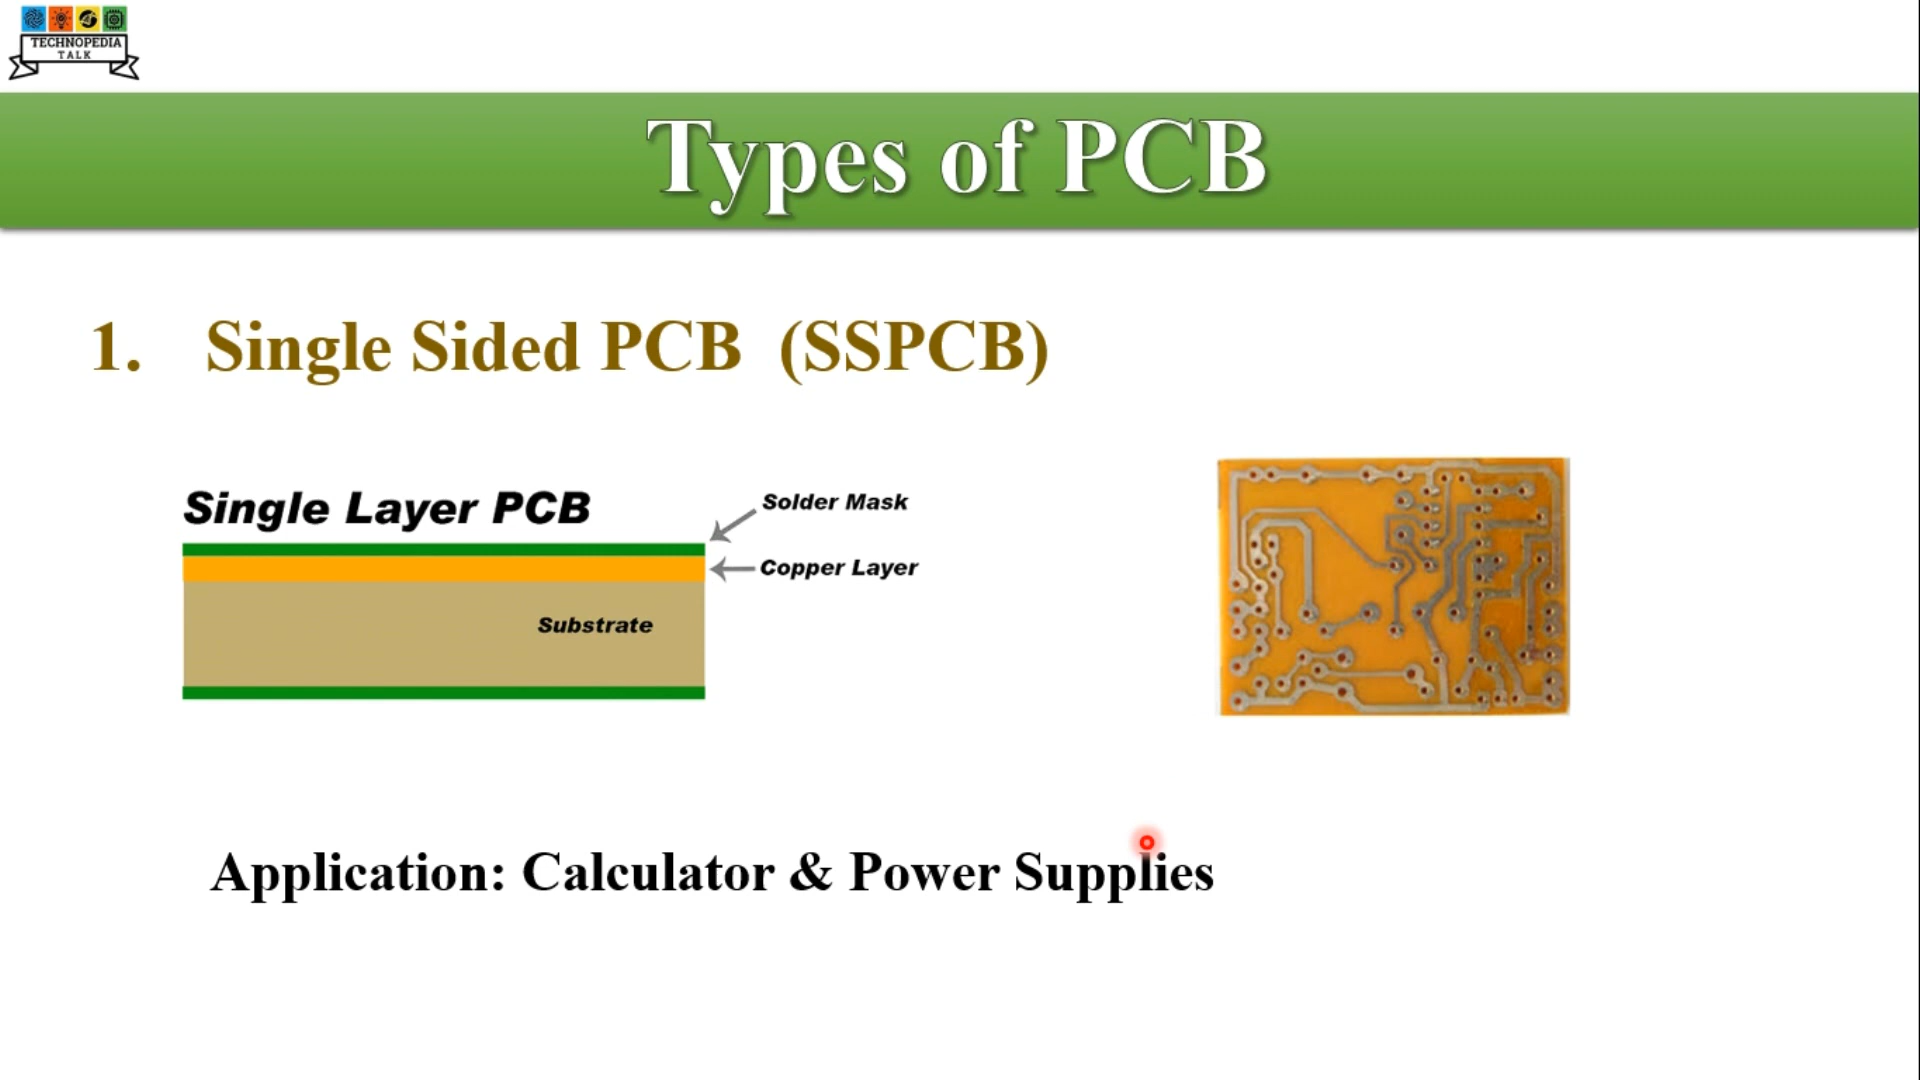 TECHNOPEDIA
TALK
Types of PCB
1. Single Sided PCB (SSPCB)
Single Layer PCB
Solder Mask
Copper Layer
Substrate
Application: Calculator & Power Supplies